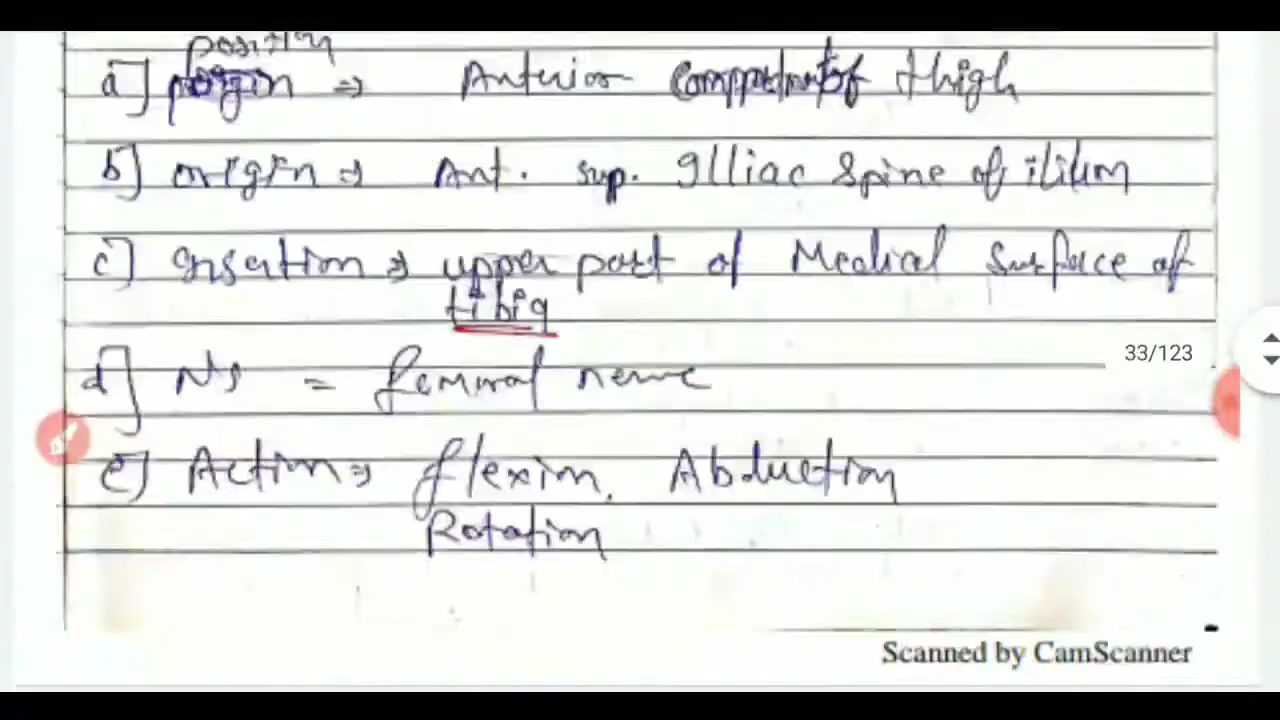 position
a] origin ⇒ Anterior compartment of thigh
b] origin ⇒ Ant. sup. Illiac Spine of ilium
c] Insertion ⇒ upper part of Medical Surface of
tibia
33/123
d] Ns = femoral nerve
e] Action ⇒ flexion, Abduction
Rotation
Scanned by CamScanner